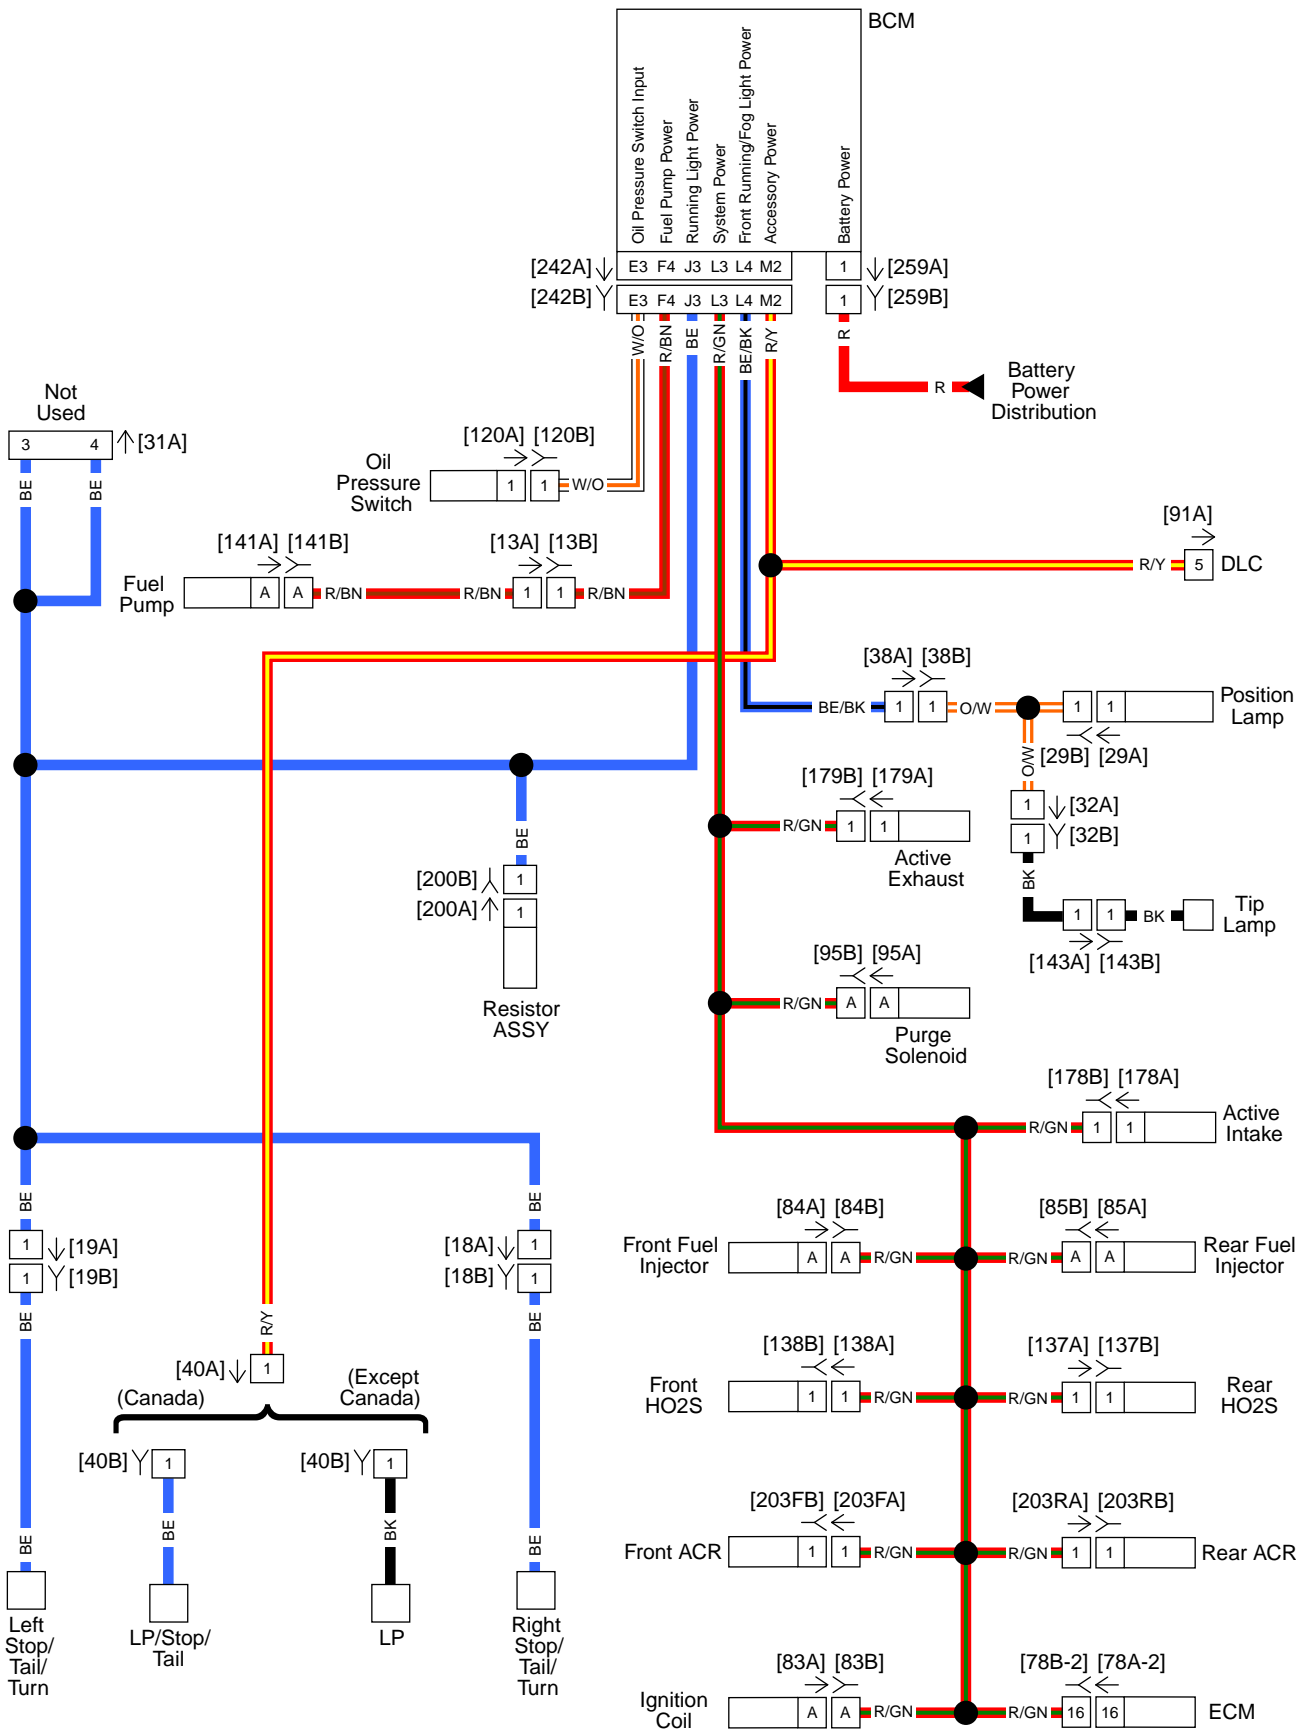 BCM
Oil Pressure Switch Input
Fuel Pump Power
Running Light Power
System Power
Front Running/Fog Light Power
Accessory Power
Battery Power
[242A] E3 F4 J3 L3 L4 M2 1 [259A]
[242B] E3 F4 J3 L3 L4 M2 1 [259B]
W/O R/BN BE R/GN BE/BK R/Y R
R
Battery
Power
Distribution
Not
Used
3 4 [31A]
BE BE
[120A] [120B]
Oil
Pressure
Switch
1 1 W/O
[91A]
R/Y 5 DLC
[141A] [141B] [13A] [13B]
Fuel
Pump
A A R/BN R/BN 1 1 R/BN
[38A] [38B]
BE/BK 1 1 O/W 1 1
Position
Lamp
O/W [29B] [29A]
[179B] [179A]
R/GN 1 1
Active
Exhaust
1 [32A]
1 [32B]
BK
BE
[200B] 1
[200A] 1
Resistor
ASSY
1 1 BK
Tip
Lamp
[143A] [143B]
[95B] [95A]
R/GN A A
Purge
Solenoid
[178B] [178A]
R/GN 1 1
Active
Intake
BE BE
1 [19A]
1 [19B]
[18A] 1
[18B] 1
BE BE
[84A] [84B] [85B] [85A]
Front Fuel
Injector
A A R/GN R/GN A A
Rear Fuel
Injector
R/Y
[40A] 1
(Canada)
(Except
Canada)
[138B] [138A] [137A] [137B]
Front
HO2S
1 1 R/GN R/GN 1 1
Rear
HO2S
[40B] 1 [40B] 1
BE BE BK BE
[203FB] [203FA] [203RA] [203RB]
Front ACR 1 1 R/GN R/GN 1 1 Rear ACR
Left
Stop/
Tail/
Turn
LP/Stop/
Tail
LP
Right
Stop/
Tail/
Turn
[83A] [83B] [78B-2] [78A-2]
Ignition
Coil
A A R/GN R/GN 16 16 ECM